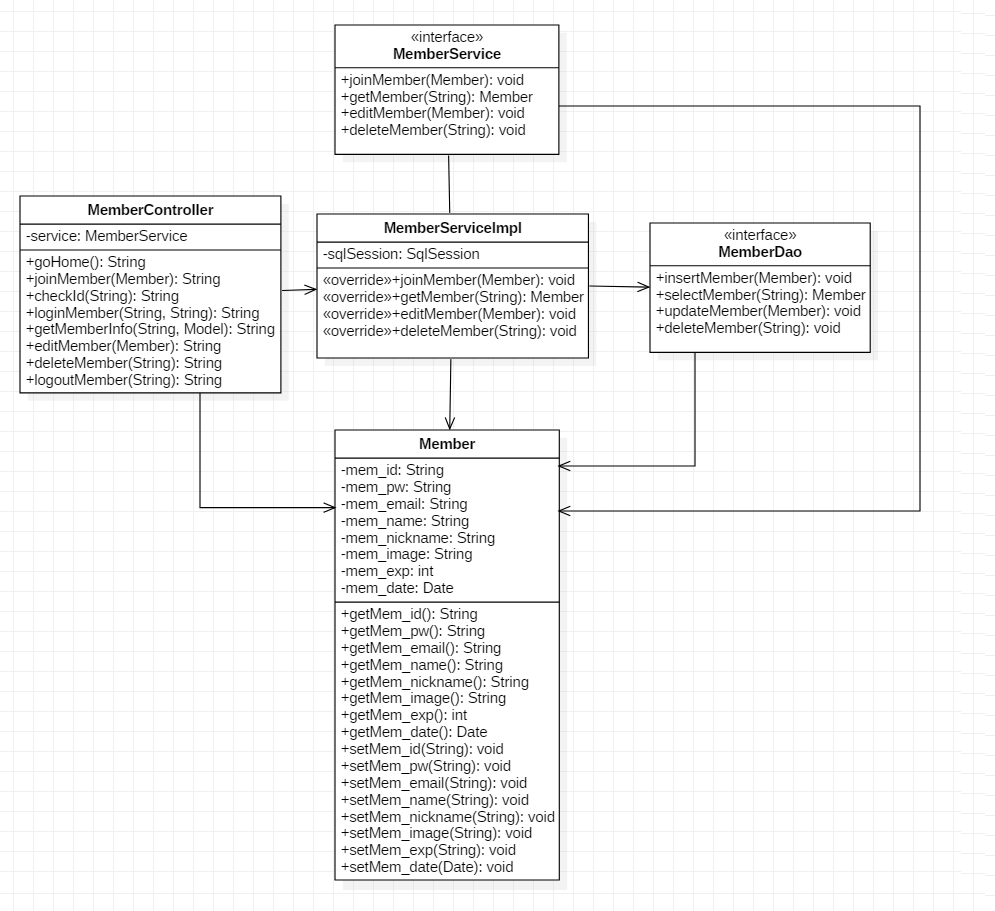 «interface»
MemberService
+joinMember(Member): void
+getMember(String): Member
+editMember(Member): void
+deleteMember(String): void
MemberController
-service: MemberService
+goHome(): String
+joinMember(Member): String
+checkId(String): String
+loginMember(String, String): String
+getMemberInfo(String, Model): String
+editMember(Member): String
+deleteMember(String): String
+logoutMember(String): String
MemberServiceImpl
-sqlSession: SqlSession
«override»+joinMember(Member): void
«override»+getMember(String): Member
«override»+editMember(Member): void
«override»+deleteMember(String): void
«interface»
MemberDao
+insertMember(Member): void
+selectMember(String): Member
+updateMember(Member): void
+deleteMember(String): void
Member
-mem_id: String
-mem_pw: String
-mem_email: String
-mem_name: String
-mem_nickname: String
-mem_image: String
-mem_exp: int
-mem_date: Date
+getMem_id(): String
+getMem_pw(): String
+getMem_email(): String
+getMem_name(): String
+getMem_nickname(): String
+getMem_image(): String
+getMem_exp(): int
+getMem_date(): Date
+setMem_id(String): void
+setMem_pw(String): void
+setMem_email(String): void
+setMem_name(String): void
+setMem_nickname(String): void
+setMem_image(String): void
+setMem_exp(String): void
+setMem_date(Date): void